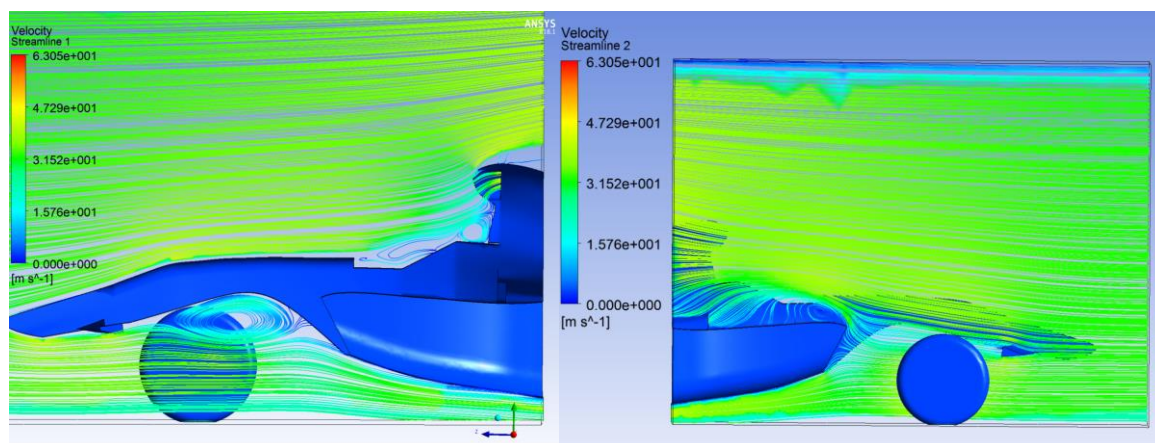 Velocity
Streamline 1
6.305e+001
4.729e+001
3.152e+001
1.576e+001
0.000e+000
[m s^-1]
ANSYS
z
Velocity
Streamline 2
6.305e+001
4.729e+001
3.152e+001
1.576e+001
0.000e+000
[m s^-1]